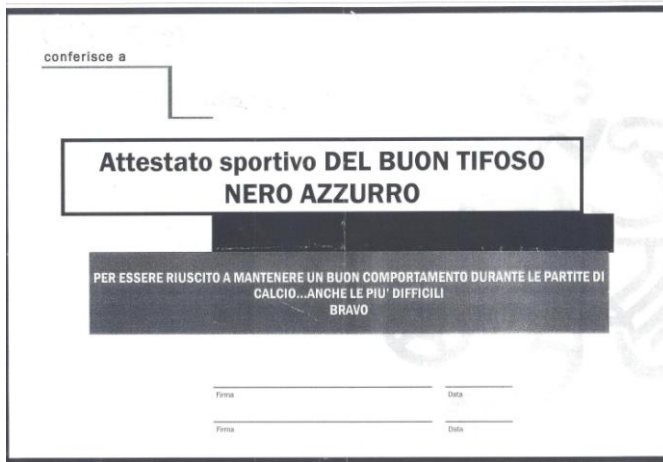 conferisce a
Attestato sportivo DEL BUON TIFOSO
NERO AZZURRO
PER ESSERE RIUSCITO A MANTENERE UN BUON COMPORTAMENTO DURANTE LE PARTITE DI
CALCIO...ANCHE LE PIU' DIFFICILI
BRAVO
Firma Data
Firma Data